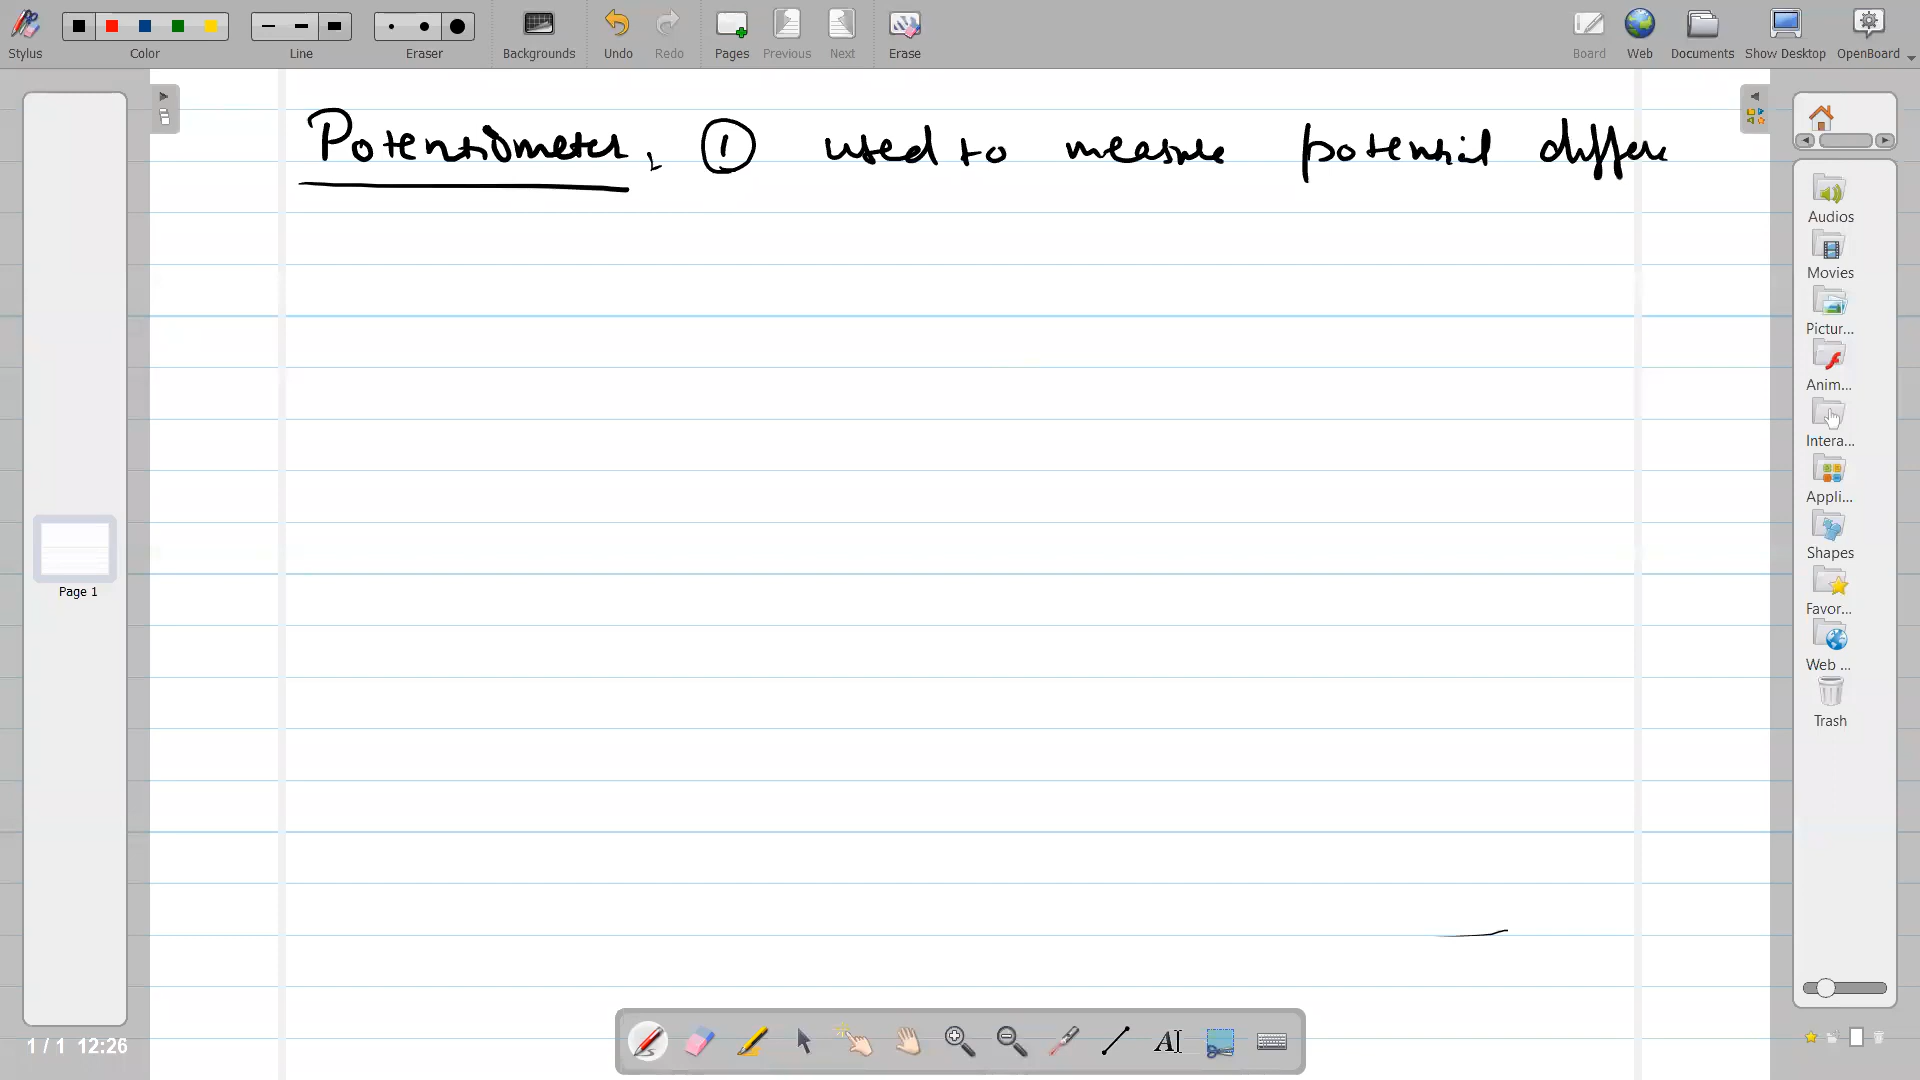 Stylus Color Line Eraser Backgrounds Undo Redo Pages Previous Next Erase Board Web Documents Show Desktop OpenBoard
Potentiometer, ① used to measure potential differe
Audios
Movies
Pictur...
Anim...
Intera...
Appli...
Shapes
Favor...
Web ...
Trash
Page 1
1 / 1 12:26